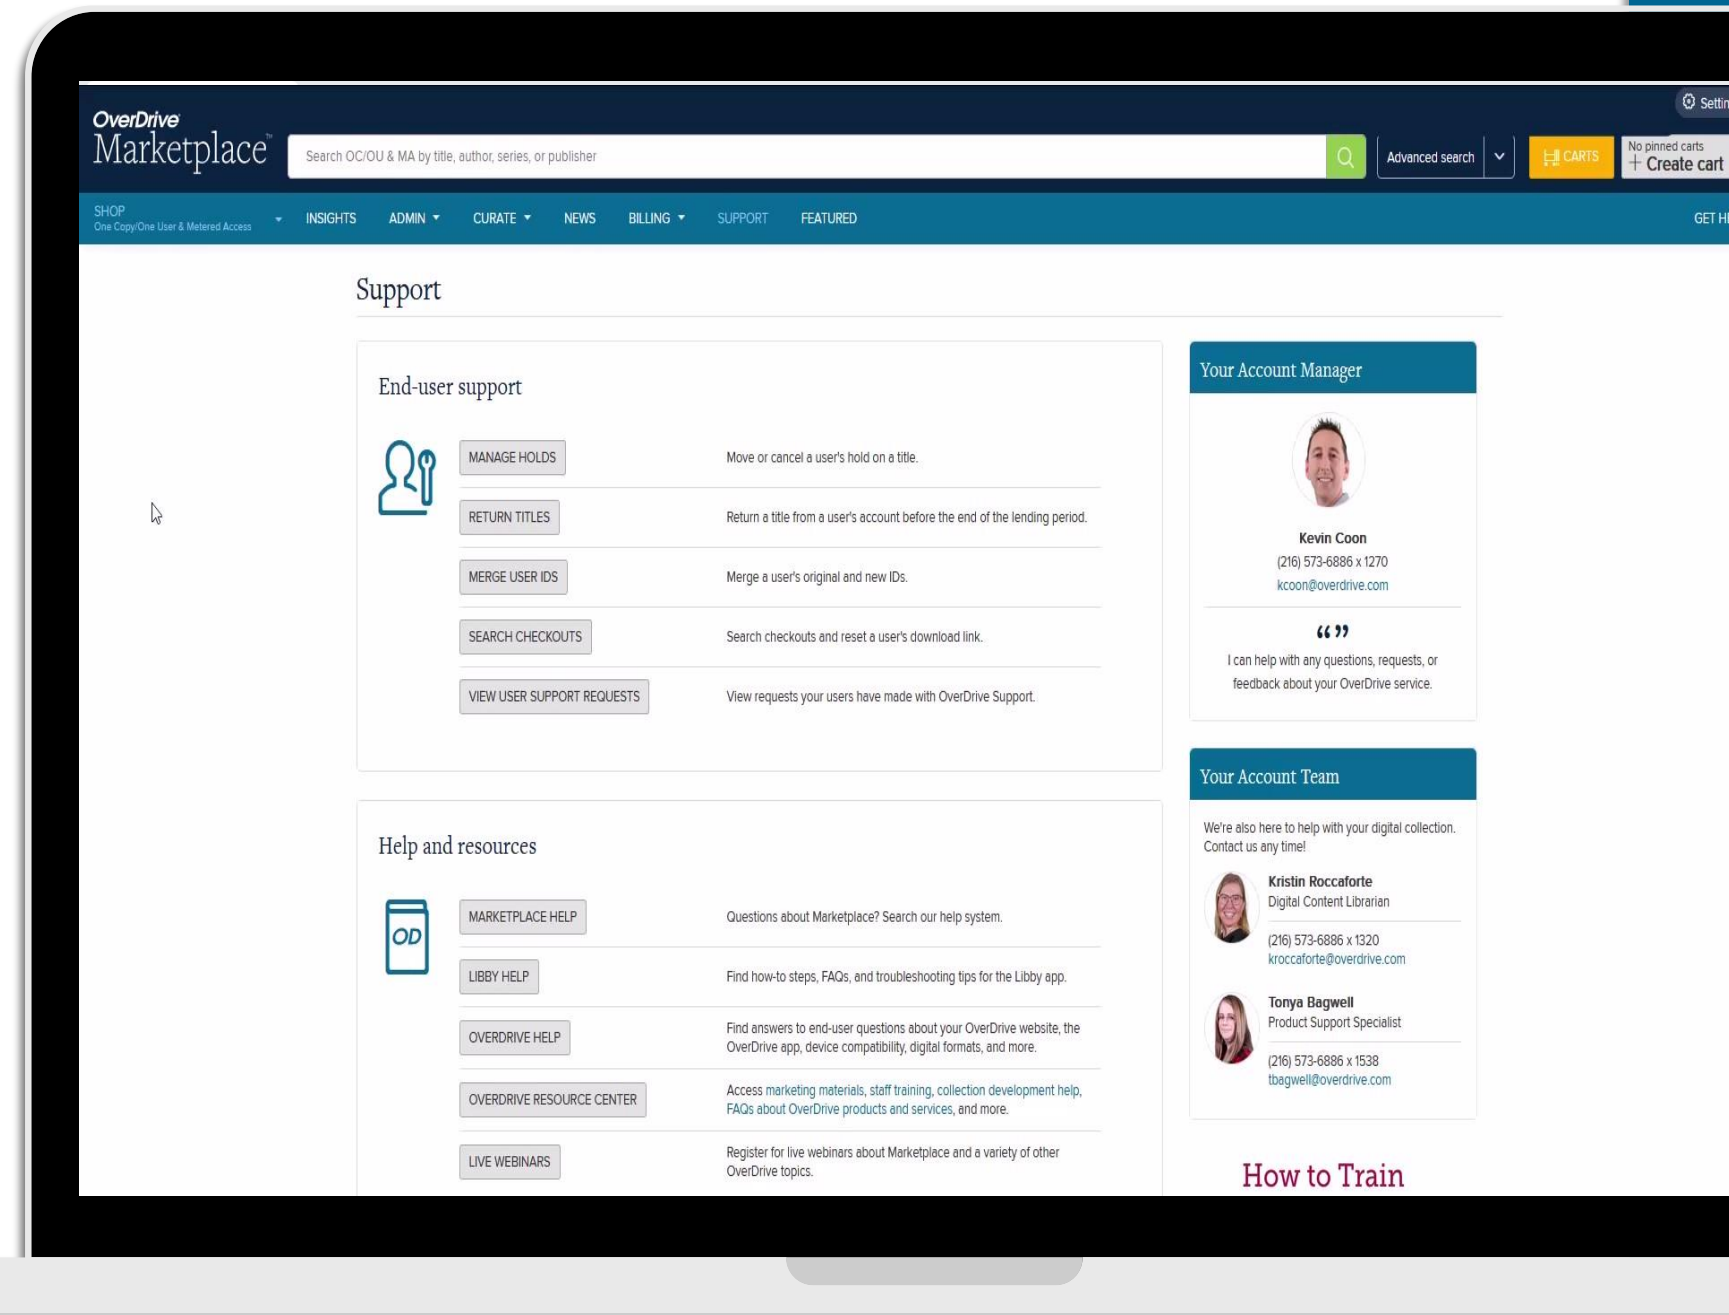 OverDrive
Marketplace™
Search OC/OU & MA by title, author, series, or publisher
Advanced search
CARTS
No pinned carts
+ Create cart
SHOP
One Copy/One User & Metered Access
INSIGHTS
ADMIN
CURATE
NEWS
BILLING
SUPPORT
FEATURED
Support
End-user support
MANAGE HOLDS
Move or cancel a user's hold on a title.
RETURN TITLES
Return a title from a user's account before the end of the lending period.
MERGE USER IDS
Merge a user's original and new IDs.
SEARCH CHECKOUTS
Search checkouts and reset a user's download link.
VIEW USER SUPPORT REQUESTS
View requests your users have made with OverDrive Support.
Help and resources
OD
MARKETPLACE HELP
Questions about Marketplace? Search our help system.
LIBBY HELP
Find how-to steps, FAQs, and troubleshooting tips for the Libby app.
OVERDRIVE HELP
Find answers to end-user questions about your OverDrive website, the
OverDrive app, device compatibility, digital formats, and more.
OVERDRIVE RESOURCE CENTER
Access marketing materials, staff training, collection development help,
FAQs about OverDrive products and services, and more.
LIVE WEBINARS
Register for live webinars about Marketplace and a variety of other
OverDrive topics.
Your Account Manager
Kevin Coon
(216) 573-6886 x 1270
kcoon@overdrive.com
“ ”
I can help with any questions, requests, or
feedback about your OverDrive service.
Your Account Team
We're also here to help with your digital collection.
Contact us any time!
Kristin Roccaforte
Digital Content Librarian
(216) 573-6886 x 1320
kroccaforte@overdrive.com
Tonya Bagwell
Product Support Specialist
(216) 573-6886 x 1538
tbagwell@overdrive.com
How to Train